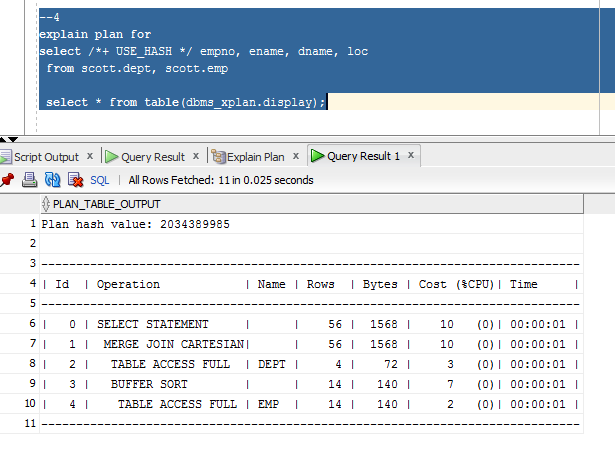 --4
explain plan for
select /*+ USE_HASH */ empno, ename, dname, loc
from scott.dept, scott.emp
select * from table(dbms_xplan.display);
Script Output x Query Result x Explain Plan x Query Result 1 x
SQL | All Rows Fetched: 11 in 0.025 seconds
PLAN_TABLE_OUTPUT
1 Plan hash value: 2034389985
2
3 ---------------------------------------------------------------------------
4 | Id | Operation | Name | Rows | Bytes | Cost (%CPU)| Time |
5 ---------------------------------------------------------------------------
6 | 0 | SELECT STATEMENT | | 56 | 1568 | 10 (0)| 00:00:01 |
7 | 1 | MERGE JOIN CARTESIAN| | 56 | 1568 | 10 (0)| 00:00:01 |
8 | 2 | TABLE ACCESS FULL | DEPT | 4 | 72 | 3 (0)| 00:00:01 |
9 | 3 | BUFFER SORT | | 14 | 140 | 7 (0)| 00:00:01 |
10 | 4 | TABLE ACCESS FULL | EMP | 14 | 140 | 2 (0)| 00:00:01 |
11 ---------------------------------------------------------------------------